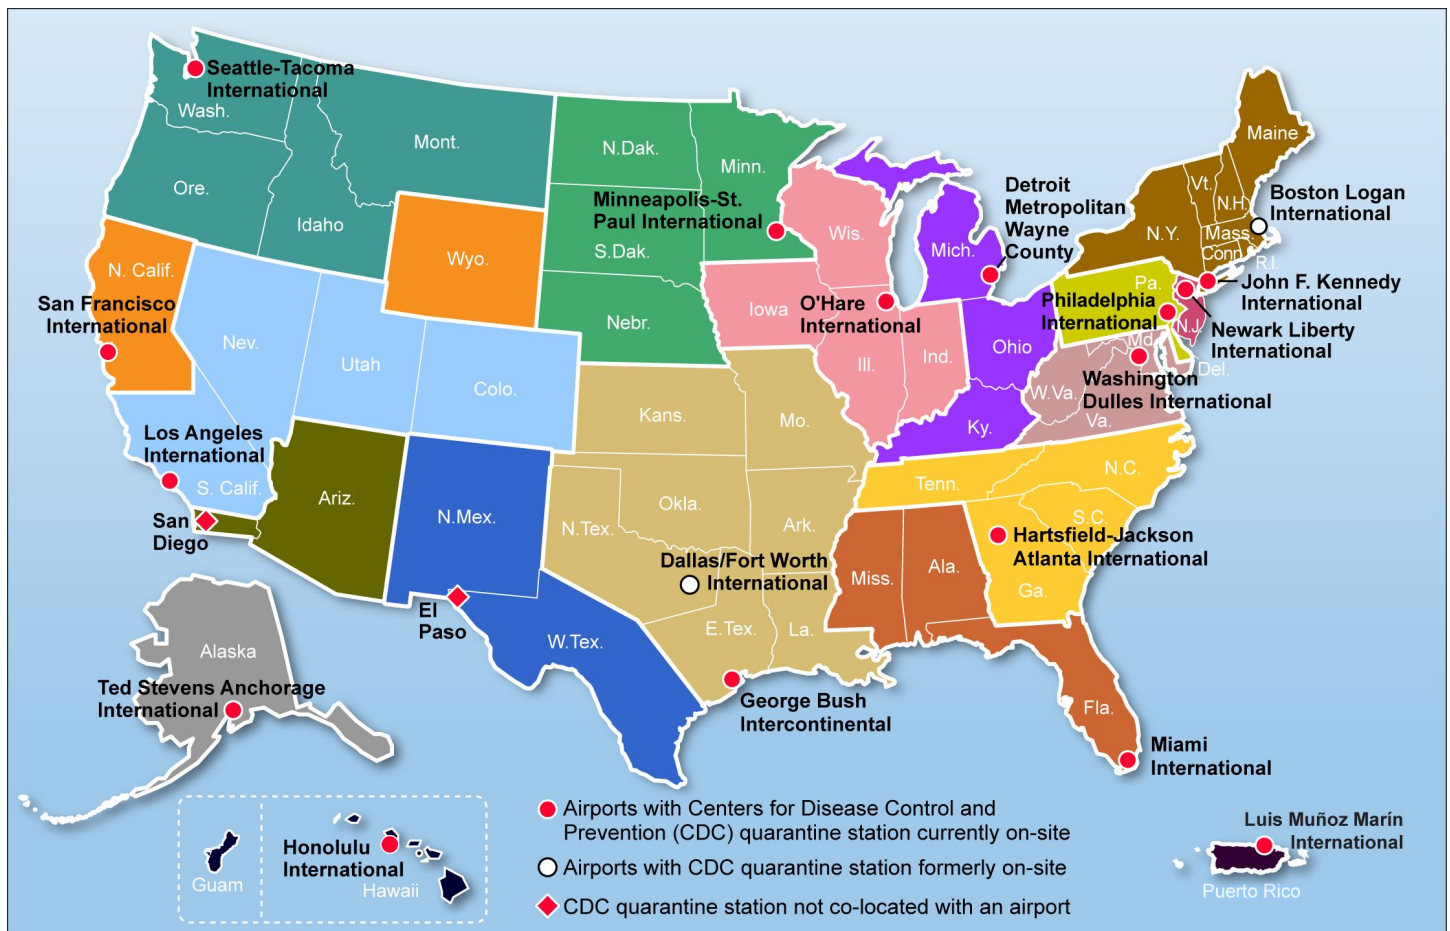 Seattle-Tacoma
International
Wash.
Mont.
Ore.
Idaho
N.Dak.
Minn.
Minneapolis-St.
Paul International
S.Dak.
Wyo.
Nebr.
Wis.
Mich.
Detroit
Metropolitan
Wayne
County
Maine
Vt.
N.H.
Boston Logan
International
N.Y.
Mass.
Conn.
R.I.
N. Calif.
San Francisco
International
Nev.
Utah
Colo.
Iowa
O'Hare
International
Ill.
Ind.
Ohio
Pa.
Philadelphia
International
N.J.
John F. Kennedy
International
Newark Liberty
International
Md.
Del.
Washington
Dulles International
W.Va.
Va.
Ky.
Kans.
Mo.
Los Angeles
International
S. Calif.
San
Diego
Ariz.
N.Mex.
N.Tex.
Okla.
Ark.
Tenn.
N.C.
S.C.
Hartsfield-Jackson
Atlanta International
Ga.
Dallas/Fort Worth
International
Miss.
Ala.
El
Paso
W.Tex.
E.Tex.
La.
George Bush
Intercontinental
Fla.
Miami
International
Alaska
Ted Stevens Anchorage
International
Guam
Honolulu
International
Hawaii
Airports with Centers for Disease Control and
Prevention (CDC) quarantine station currently on-site
Airports with CDC quarantine station formerly on-site
CDC quarantine station not co-located with an airport
Luis Muñoz Marín
International
Puerto Rico